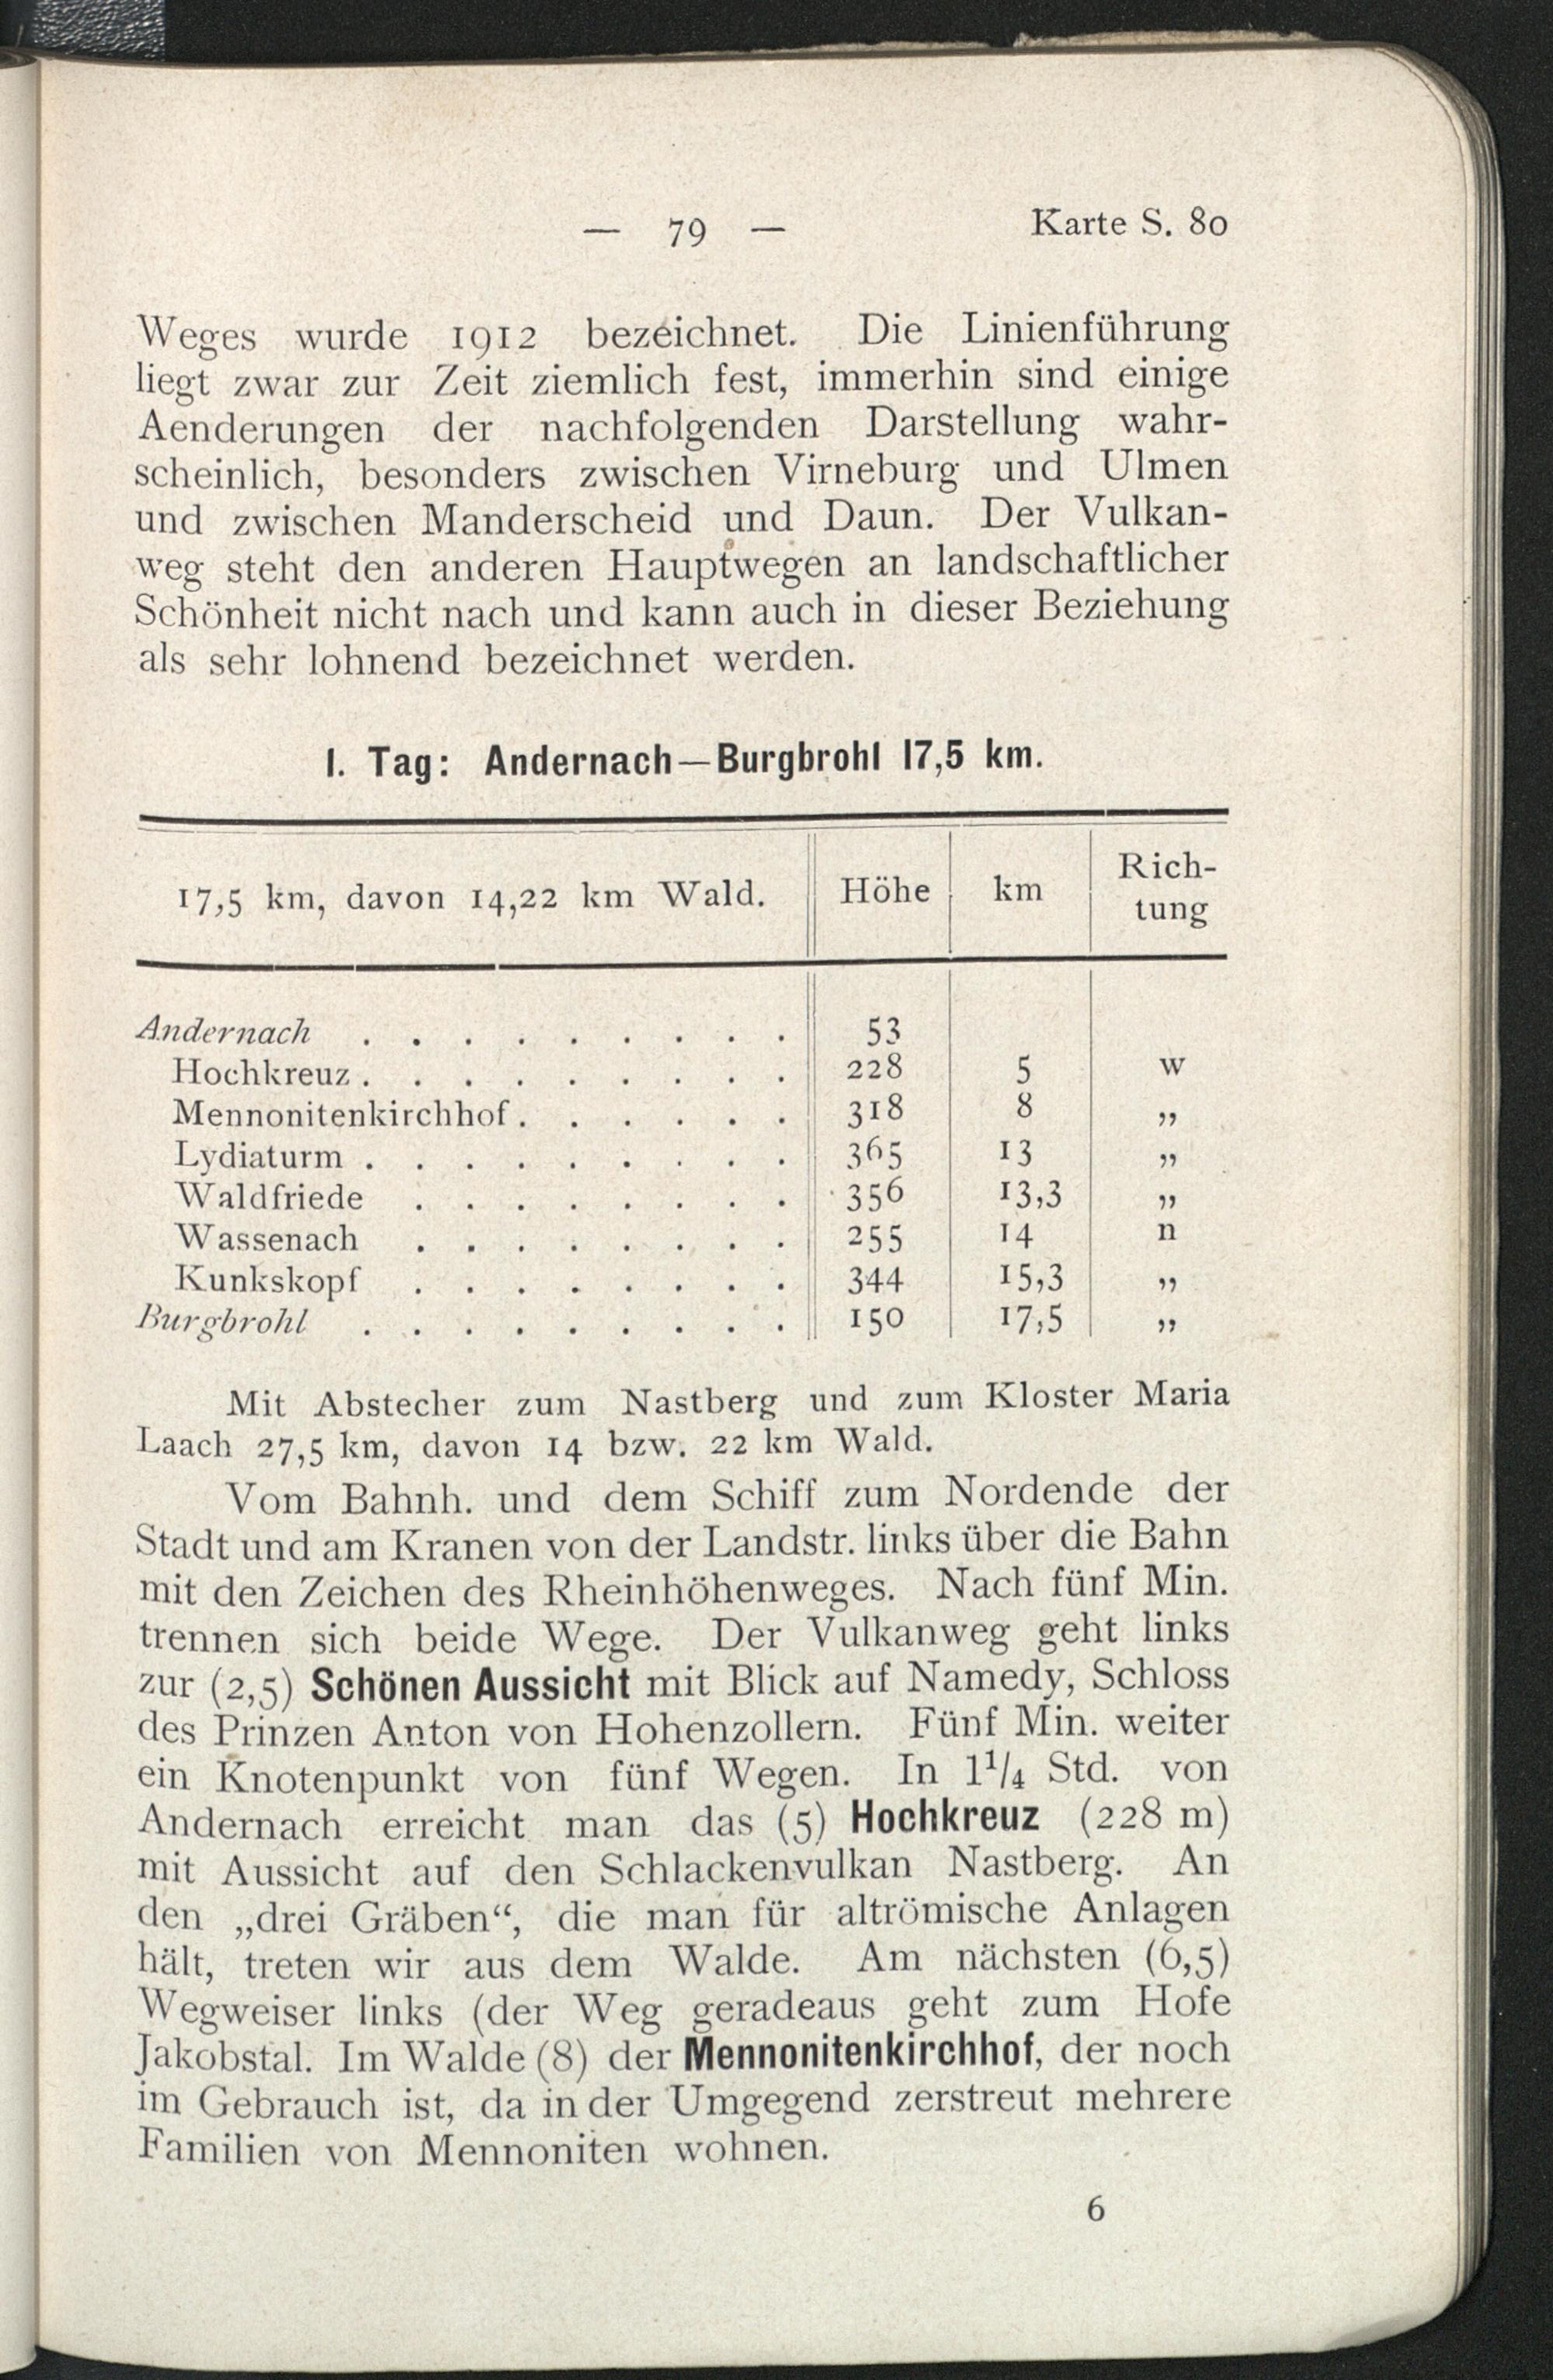 — 79 — Karte S. 80
Weges wurde 1912 bezeichnet. Die Linienführung
liegt zwar zur Zeit ziemlich fest, immerhin sind einige
Aenderungen der nachfolgenden Darstellung wahr-
scheinlich, besonders zwischen Virneburg und Ulmen
und zwischen Manderscheid und Daun. Der Vulkan-
weg steht den anderen Hauptwegen an landschaftlicher
Schönheit nicht nach und kann auch in dieser Beziehung
als sehr lohnend bezeichnet werden.
I. Tag: Andernach—Burgbrohl 17,5 km.
17,5 km, davon 14,22 km Wald. Höhe km Rich-
tung
Andernach . . . . . . . . . 53
Hochkreuz . . . . . . . . . 228 5 w
Mennonitenkirchhof . . . . . . 318 8 „
Lydiaturm . . . . . . . . . 365 13 „
Waldfriede . . . . . . . . 356 13,3 „
Wassenach . . . . . . . . 255 14 n
Kunkskopf . . . . . . . . 344 15,3 „
Burgbrohl . . . . . . . . . 150 17,5 „
Mit Abstecher zum Nastberg und zum Kloster Maria
Laach 27,5 km, davon 14 bzw. 22 km Wald.
Vom Bahnh. und dem Schiff zum Nordende der
Stadt und am Kranen von der Landstr. links über die Bahn
mit den Zeichen des Rheinhöhenweges. Nach fünf Min.
trennen sich beide Wege. Der Vulkanweg geht links
zur (2,5) Schönen Aussicht mit Blick auf Namedy, Schloss
des Prinzen Anton von Hohenzollern. Fünf Min. weiter
ein Knotenpunkt von fünf Wegen. In 1¹/₄ Std. von
Andernach erreicht man das (5) Hochkreuz (228 m)
mit Aussicht auf den Schlackenvulkan Nastberg. An
den „drei Gräben“, die man für altrömische Anlagen
hält, treten wir aus dem Walde. Am nächsten (6,5)
Wegweiser links (der Weg geradeaus geht zum Hofe
Jakobstal. Im Walde (8) der Mennonitenkirchhof, der noch
im Gebrauch ist, da in der Umgegend zerstreut mehrere
Familien von Mennoniten wohnen.
6